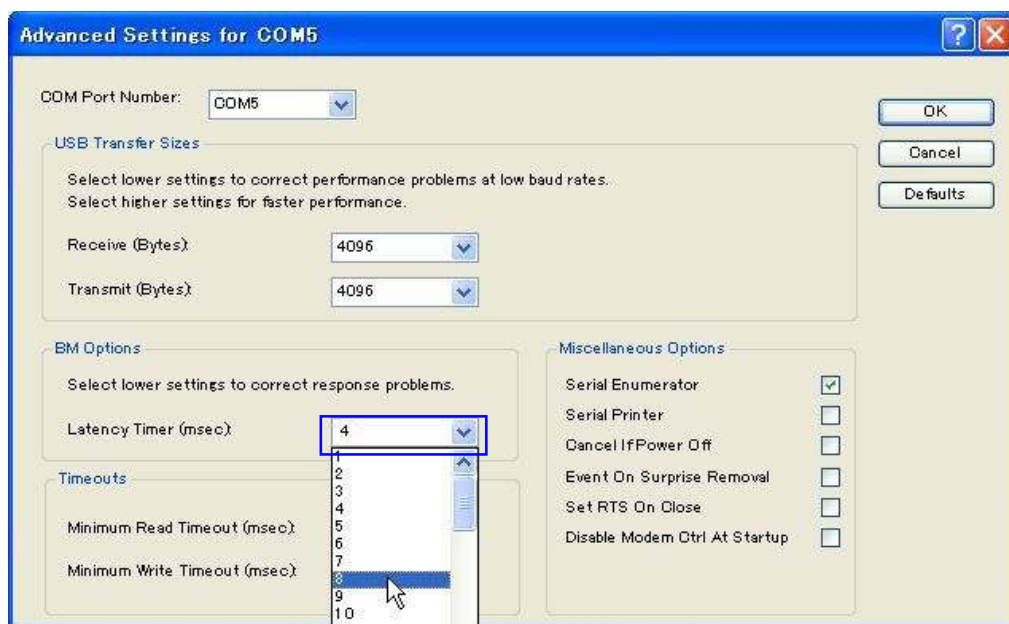 Advanced Settings for COM5
COM Port Number: COM5
OK
Cancel
Defaults
USB Transfer Sizes
Select lower settings to correct performance problems at low baud rates.
Select higher settings for faster performance.
Receive (Bytes): 4096
Transmit (Bytes): 4096
BM Options
Select lower settings to correct response problems.
Latency Timer (msec): 4
1
2
3
4
5
6
7
8
9
10
Timeouts
Minimum Read Timeout (msec):
Minimum Write Timeout (msec):
Miscellaneous Options
Serial Enumerator
Serial Printer
Cancel If Power Off
Event On Surprise Removal
Set RTS On Close
Disable Modem Ctrl At Startup